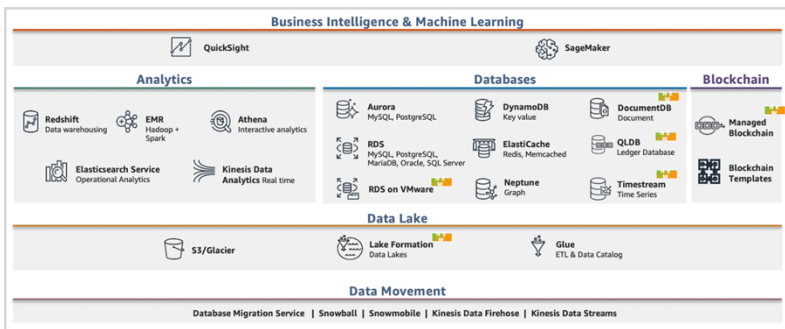 Business Intelligence & Machine Learning
QuickSight
SageMaker
Analytics
Redshift
Data warehousing
EMR
Hadoop +
Spark
Athena
Interactive analytics
Elasticsearch Service
Operational Analytics
Kinesis Data
Analytics Real time
Databases
Aurora
MySQL, PostgreSQL
DynamoDB
Key value
DocumentDB
Document
RDS
MySQL, PostgreSQL,
MariaDB, Oracle, SQL Server
ElastiCache
Redis, Memcached
QLDB
Ledger Database
RDS on VMware
Neptune
Graph
Timestream
Time Series
Blockchain
Managed
Blockchain
Blockchain
Templates
Data Lake
S3/Glacier
Lake Formation
Data Lakes
Glue
ETL & Data Catalog
Data Movement
Database Migration Service | Snowball | Snowmobile | Kinesis Data Firehose | Kinesis Data Streams